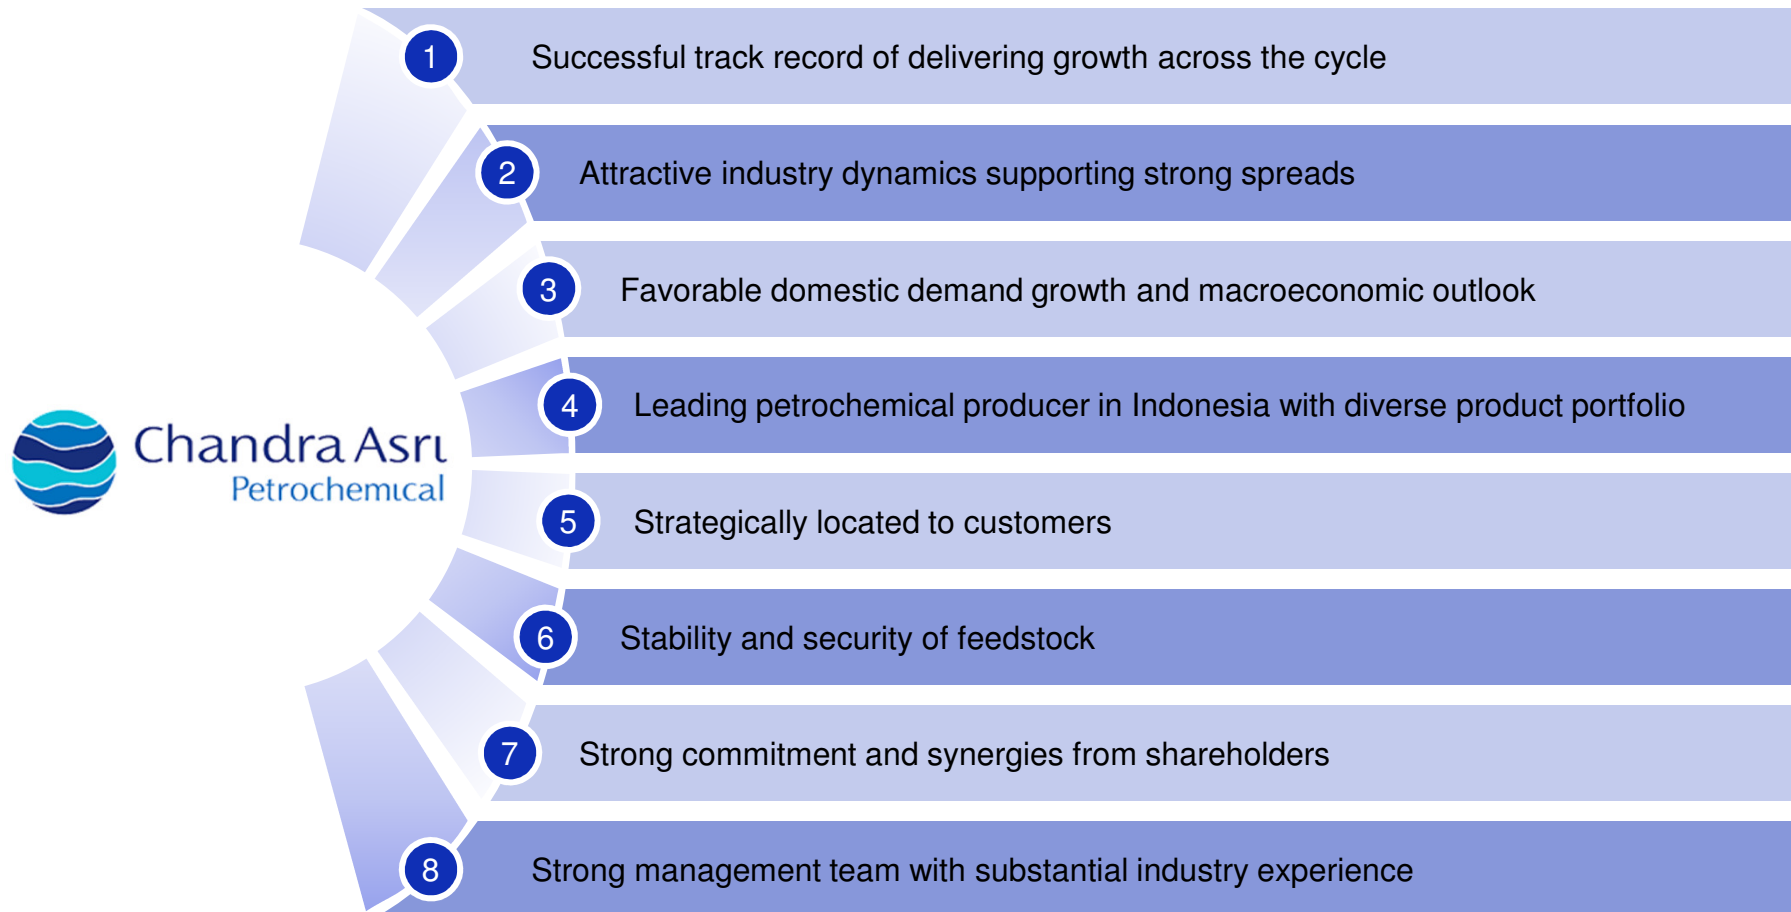 1
Successful track record of delivering growth across the cycle
2
Attractive industry dynamics supporting strong spreads
3
Favorable domestic demand growth and macroeconomic outlook
4
Leading petrochemical producer in Indonesia with diverse product portfolio
Chandra Asri
Petrochemical
5
Strategically located to customers
6
Stability and security of feedstock
7
Strong commitment and synergies from shareholders
8
Strong management team with substantial industry experience